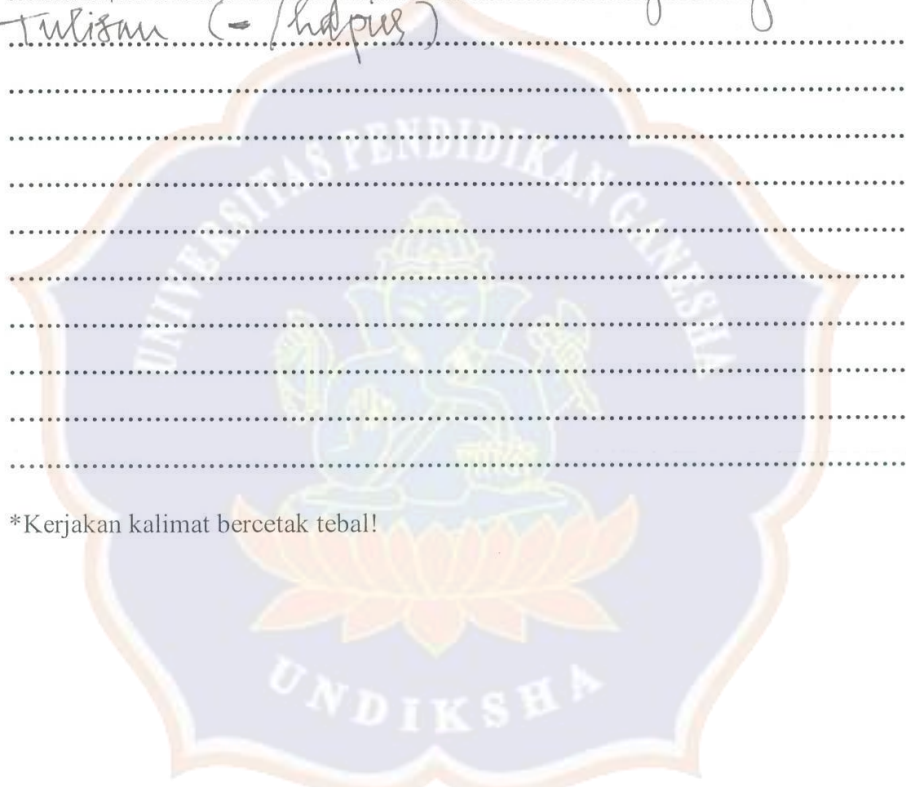 Tulisan (- / hapus)
UNIVERSITAS PENDIDIKAN GANESHA
*Kerjakan kalimat bercetak tebal!
UNDIKSHA